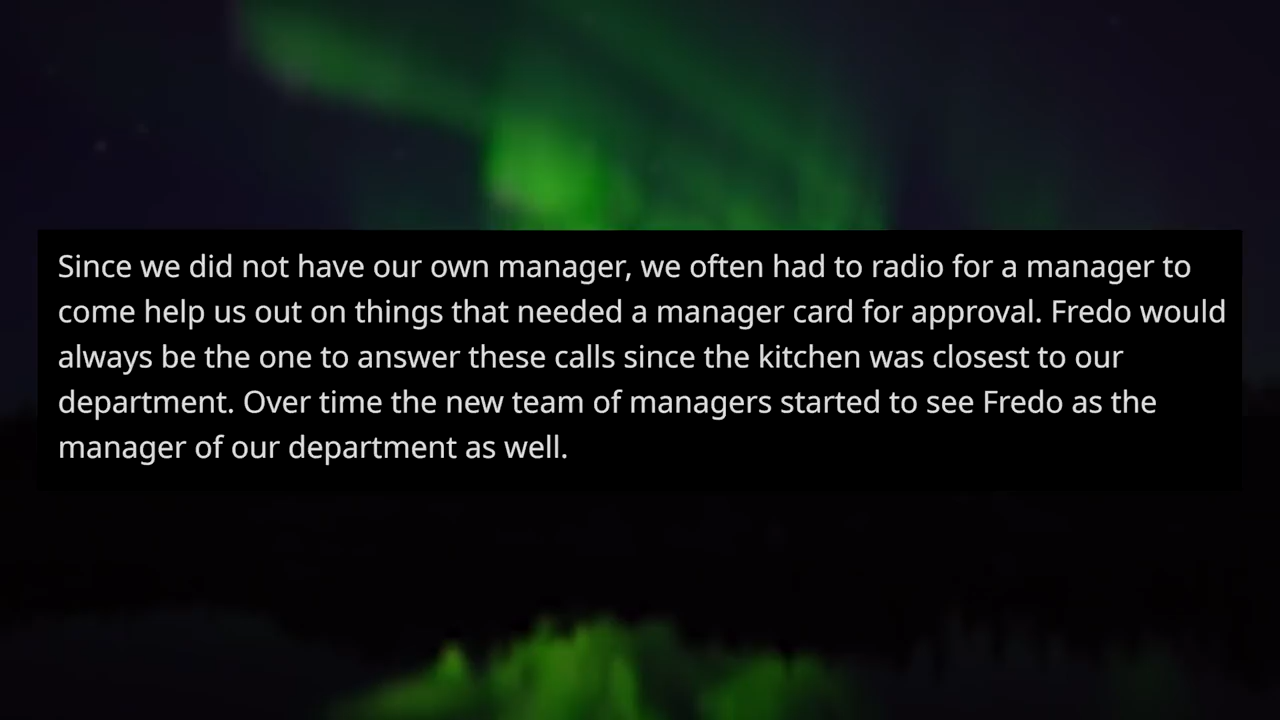 Since we did not have our own manager, we often had to radio for a manager to
come help us out on things that needed a manager card for approval. Fredo would
always be the one to answer these calls since the kitchen was closest to our
department. Over time the new team of managers started to see Fredo as the
manager of our department as well.